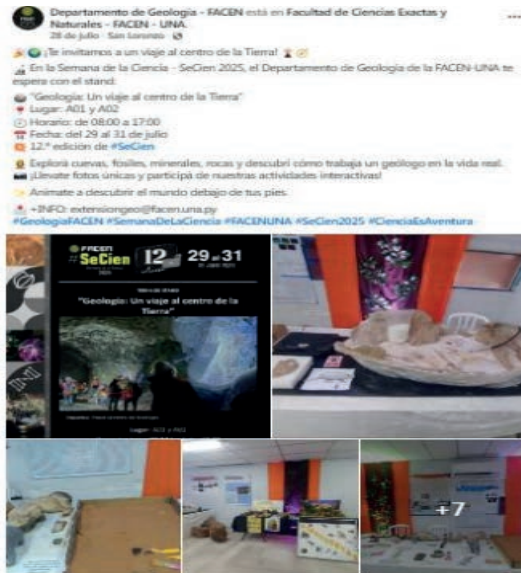 Departamento de Geología - FACEN está en Facultad de Ciencias Exactas y
Naturales - FACEN - UNA.
28 de julio · San Lorenzo ·
🎉🌍 ¡Te invitamos a un viaje al centro de la Tierra!
En la Semana de la Ciencia - SeCien 2025, el Departamento de Geología de la FACEN-UNA te
espera con el stand:
"Geología: Un viaje al centro de la Tierra"
📍 Lugar: A01 y A02
🕗 Horario: de 08:00 a 17:00
📅 Fecha: del 29 al 31 de julio
💥 12.ª edición de #SeCien
Explorá cuevas, fósiles, minerales, rocas y descubrí cómo trabaja un geólogo en la vida real.
📷 ¡Llevate fotos únicas y participá de nuestras actividades interactivas!
✨ Animate a descubrir el mundo debajo de tus pies.
📍 +INFO: extensiongeo@facen.una.py
#GeologiaFACEN #SemanaDeLaCiencia #FACENUNA #SeCien2025 #CienciaEsAventura
FACEN
#SeCien
2025
12
29 al 31
"Geología: Un viaje al centro de la
Tierra"
Lugar: A01 y A02
+7